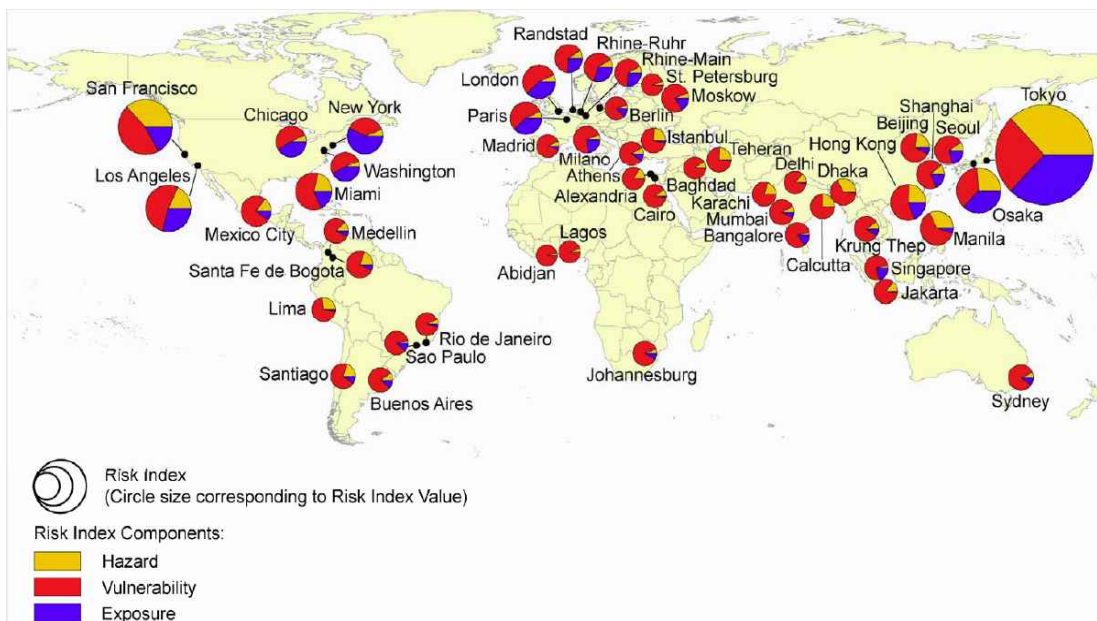 San Francisco
Chicago
New York
Los Angeles
Washington
Miami
Mexico City
Medellin
Santa Fe de Bogota
Lima
Rio de Janeiro
Sao Paulo
Santiago
Buenos Aires
Randstad
Rhine-Ruhr
London
Rhine-Main
St. Petersburg
Moskow
Paris
Berlin
Madrid
Milano
Istanbul
Athens
Teheran
Alexandria
Baghdad
Cairo
Lagos
Abidjan
Johannesburg
Tokyo
Shanghai
Beijing
Seoul
Hong Kong
Delhi
Dhaka
Karachi
Mumbai
Bangalore
Osaka
Manila
Krung Thep
Calcutta
Singapore
Jakarta
Sydney
Risk Index
(Circle size corresponding to Risk Index Value)
Risk Index Components:
Hazard
Vulnerability
Exposure